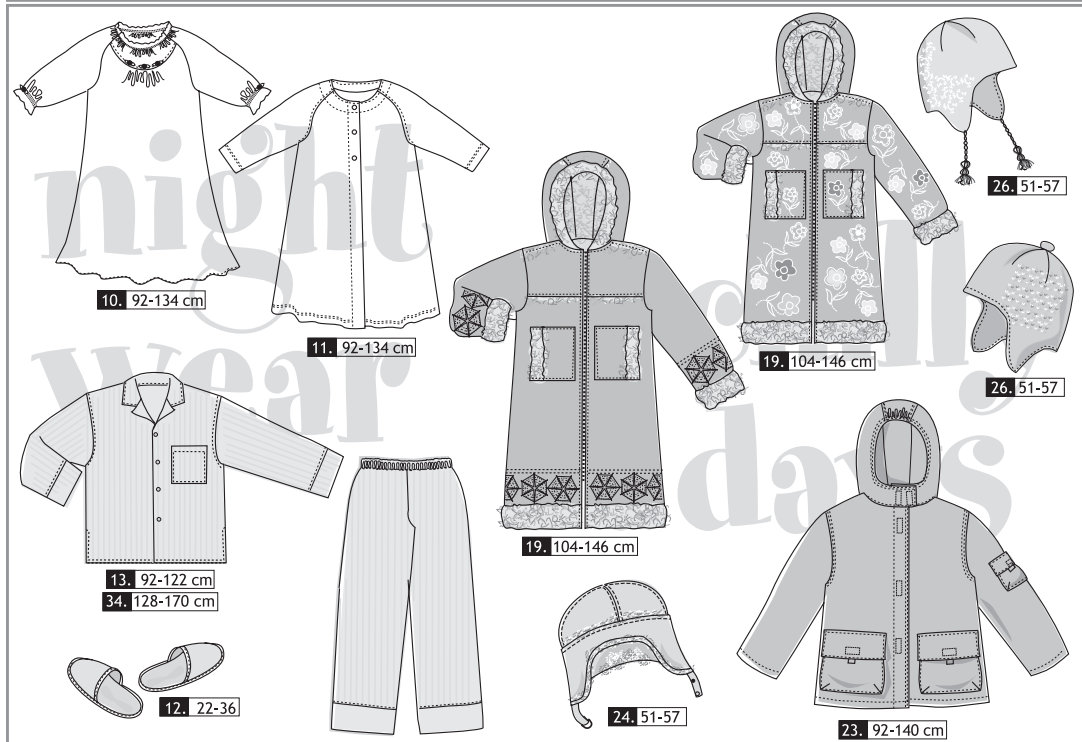 night
wear
chilly
days
10. 92-134 cm
11. 92-134 cm
19. 104-146 cm
26. 51-57
19. 104-146 cm
26. 51-57
13. 92-122 cm
34. 128-170 cm
12. 22-36
24. 51-57
23. 92-140 cm